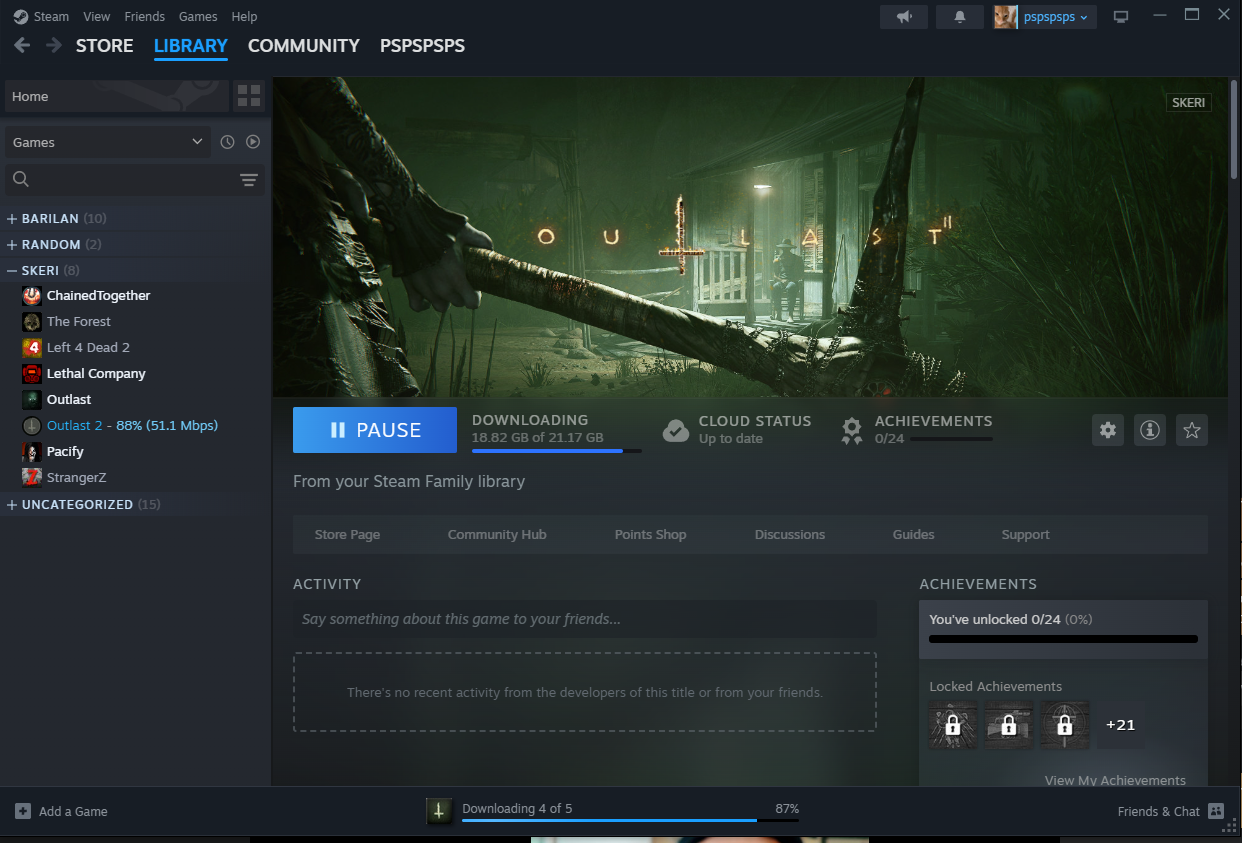 Steam View Friends Games Help
pspspsps
STORE LIBRARY COMMUNITY PSPSPSPS
Home
SKERI
Games
+ BARILAN (10)
+ RANDOM (2)
— SKERI (8)
ChainedTogether
The Forest
Left 4 Dead 2
Lethal Company
Outlast
Outlast 2 - 88% (51.1 Mbps)
Pacify
StrangerZ
+ UNCATEGORIZED (15)
OUTLAST II
PAUSE
DOWNLOADING
18.82 GB of 21.17 GB
CLOUD STATUS
Up to date
ACHIEVEMENTS
0/24
From your Steam Family library
Store Page Community Hub Points Shop Discussions Guides Support
ACTIVITY
Say something about this game to your friends...
There's no recent activity from the developers of this title or from your friends.
ACHIEVEMENTS
You've unlocked 0/24 (0%)
Locked Achievements
+21
View My Achievements
Add a Game
Downloading 4 of 5 87%
Friends & Chat